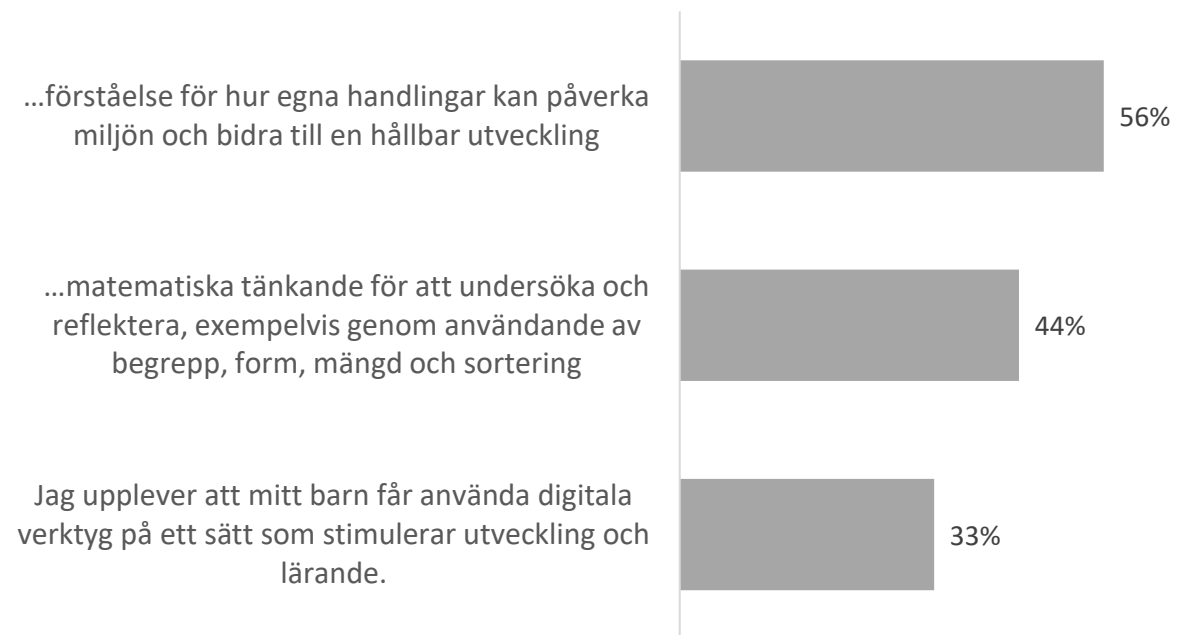 ...förståelse för hur egna handlingar kan påverka
miljön och bidra till en hållbar utveckling
56%
...matematiska tänkande för att undersöka och
reflektera, exempelvis genom användande av
begrepp, form, mängd och sortering
44%
Jag upplever att mitt barn får använda digitala
verktyg på ett sätt som stimulerar utveckling och
lärande.
33%